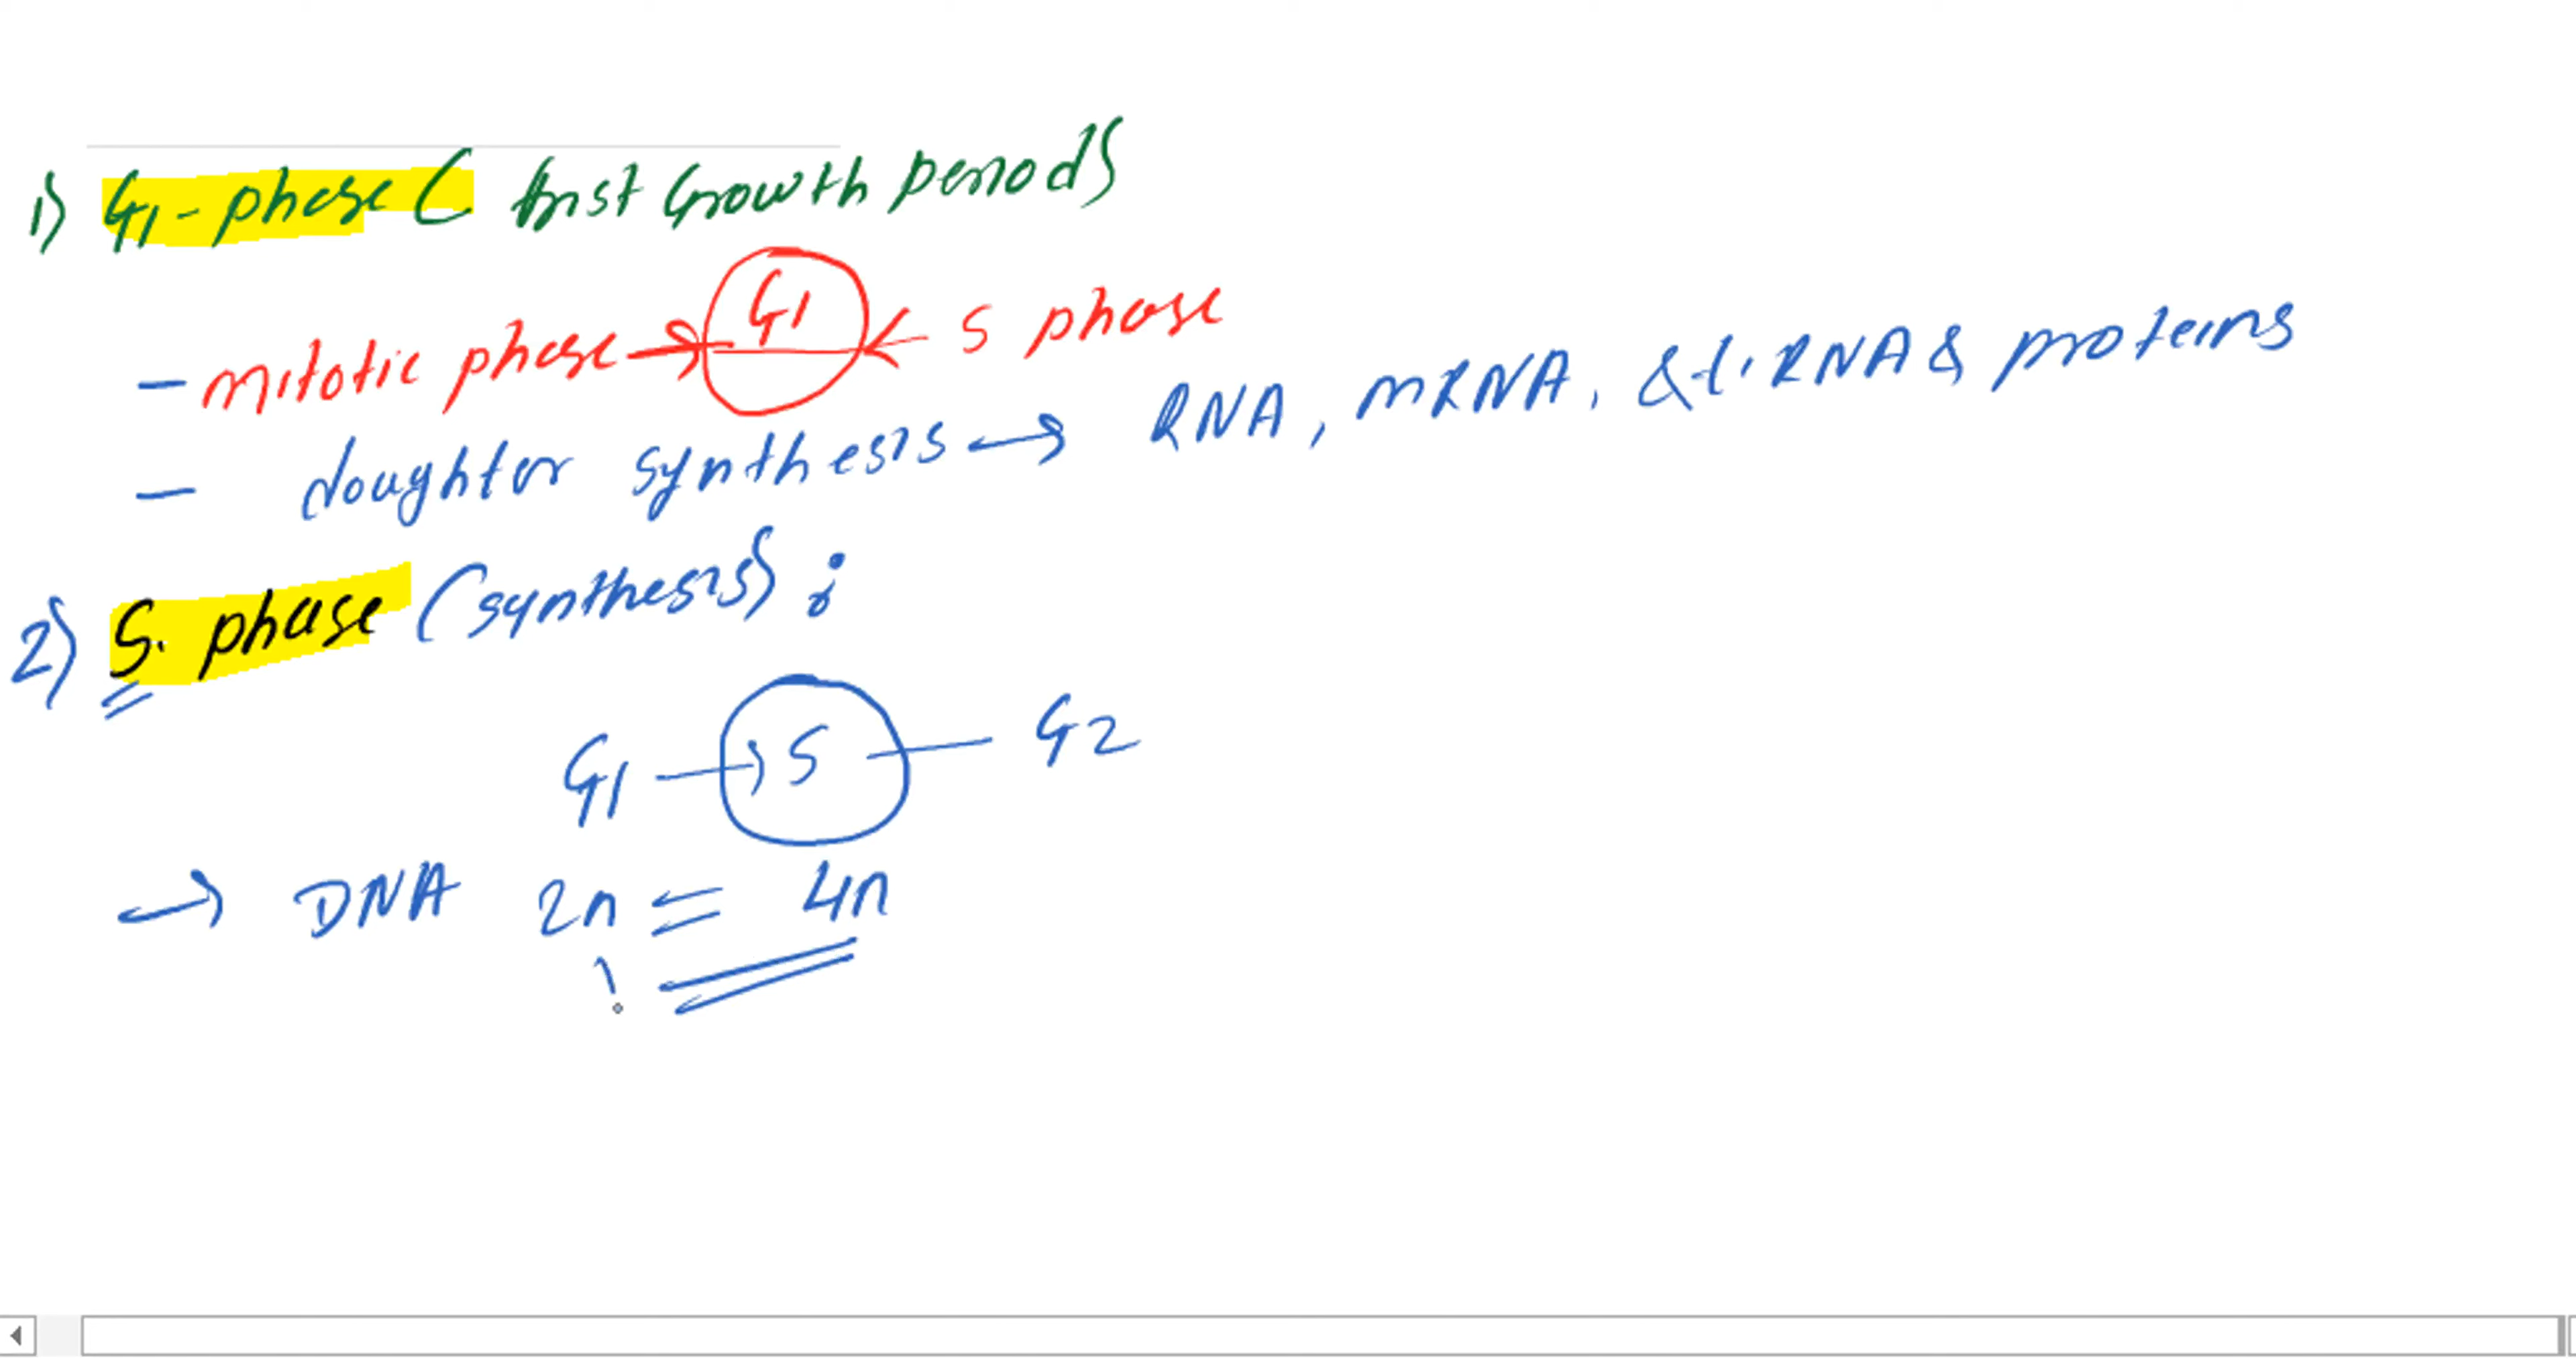 1) G1-phase ( first Growth period)
- mitotic phase → G1 ← S phase
- doughter synthesis → RNA, mRNA, & t.RNA & proteins
2) S. phase (synthesis) :
G1 → S — G2
→ DNA 2n = 4n